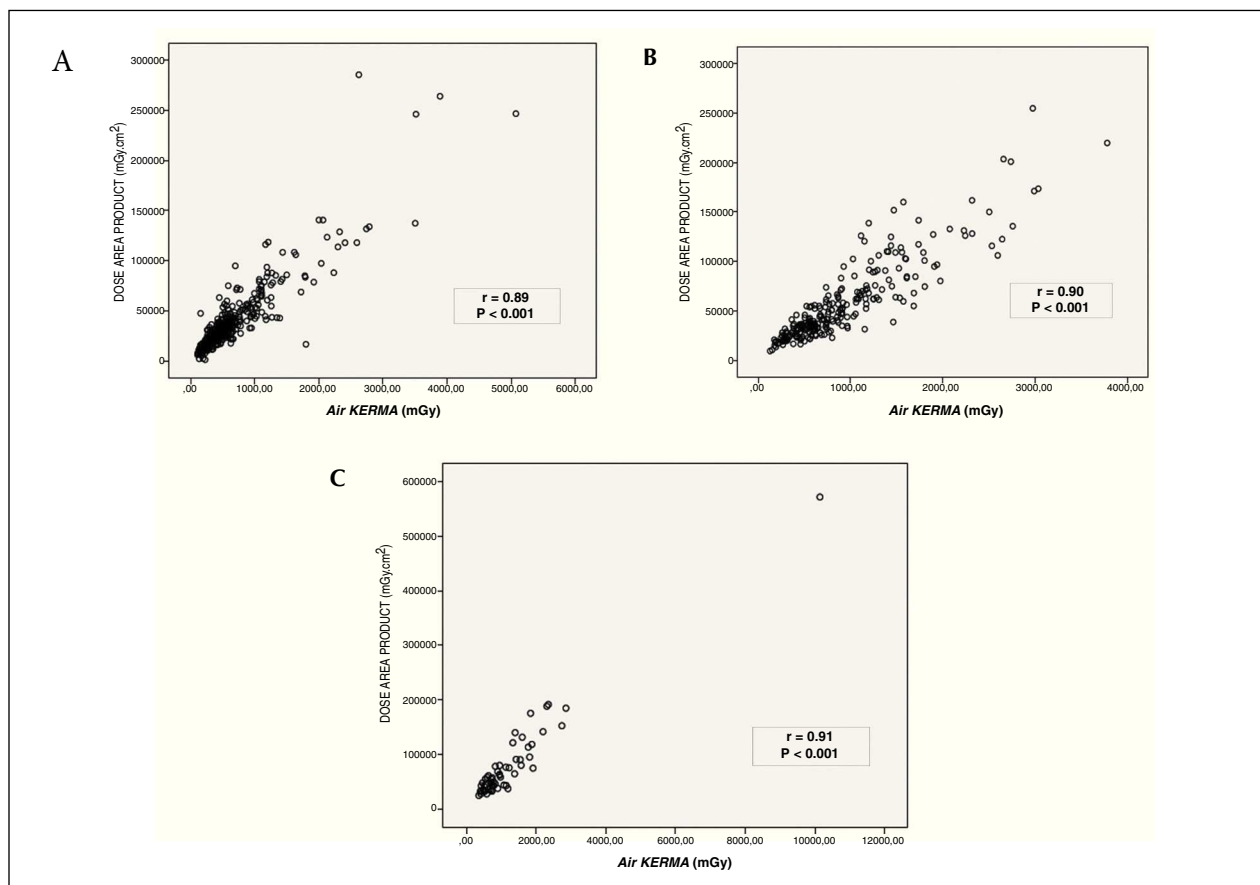 A
DOSE AREA PRODUCT (mGy.cm²)
300000
250000
200000
150000
100000
50000
0
r = 0.89
P < 0.001
,00 1000,00 2000,00 3000,00 4000,00 5000,00 6000,00
Air KERMA (mGy)
B
DOSE AREA PRODUCT (mGy.cm²)
300000
250000
200000
150000
100000
50000
0
r = 0.90
P < 0.001
,00 1000,00 2000,00 3000,00 4000,00
Air KERMA (mGy)
C
DOSE AREA PRODUCT (mGy.cm²)
600000
500000
400000
300000
200000
100000
0
r = 0.91
P < 0.001
,00 2000,00 4000,00 6000,00 8000,00 10000,00 12000,00
Air KERMA (mGy)